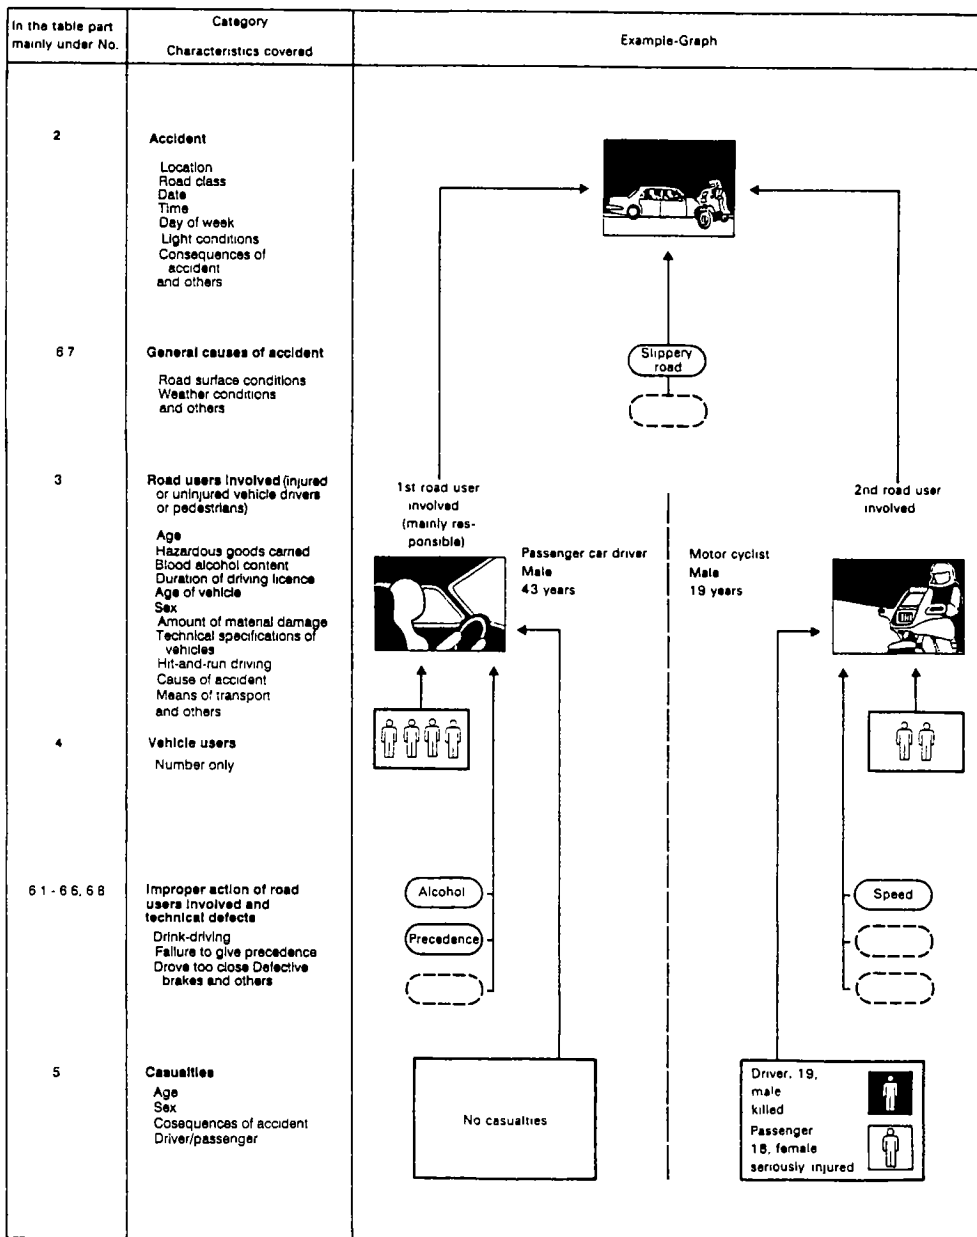 In the table part
mainly under No.
Category
Characteristics covered
Example-Graph
2
Accident
Location
Road class
Date
Time
Day of week
Light conditions
Consequences of
accident
and others
6 7
General causes of accident
Road surface conditions
Weather conditions
and others
Slippery
road
3
Road users involved (injured
or uninjured vehicle drivers
or pedestrians)
Age
Hazardous goods carried
Blood alcohol content
Duration of driving licence
Age of vehicle
Sex
Amount of material damage
Technical specifications of
vehicles
Hit-and-run driving
Cause of accident
Means of transport
and others
1st road user
involved
(mainly res-
ponsible)
Passenger car driver
Male
43 years
Motor cyclist
Male
19 years
2nd road user
involved
4
Vehicle users
Number only
6 1 - 6 6, 6 8
Improper action of road
users involved and
technical defects
Drink-driving
Failure to give precedence
Drove too close Defective
brakes and others
Alcohol
Precedence
Speed
5
Casualties
Age
Sex
Cosequences of accident
Driver/passenger
No casualties
Driver, 19,
male
killed
Passenger
18, female
seriously injured